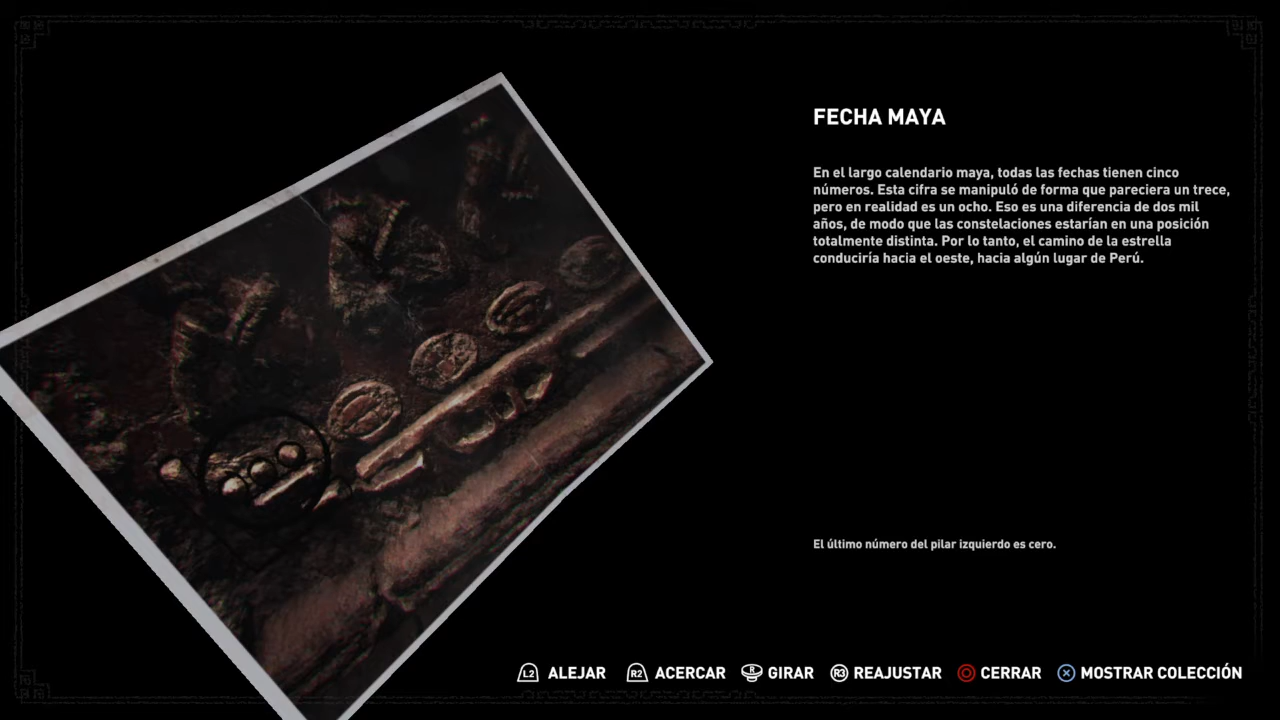 FECHA MAYA
En el largo calendario maya, todas las fechas tienen cinco
números. Esta cifra se manipuló de forma que pareciera un trece,
pero en realidad es un ocho. Eso es una diferencia de dos mil
años, de modo que las constelaciones estarían en una posición
totalmente distinta. Por lo tanto, el camino de la estrella
conduciría hacia el oeste, hacia algún lugar de Perú.
El último número del pilar izquierdo es cero.
L2 ALEJAR R2 ACERCAR R GIRAR R3 REAJUSTAR CERRAR MOSTRAR COLECCIÓN